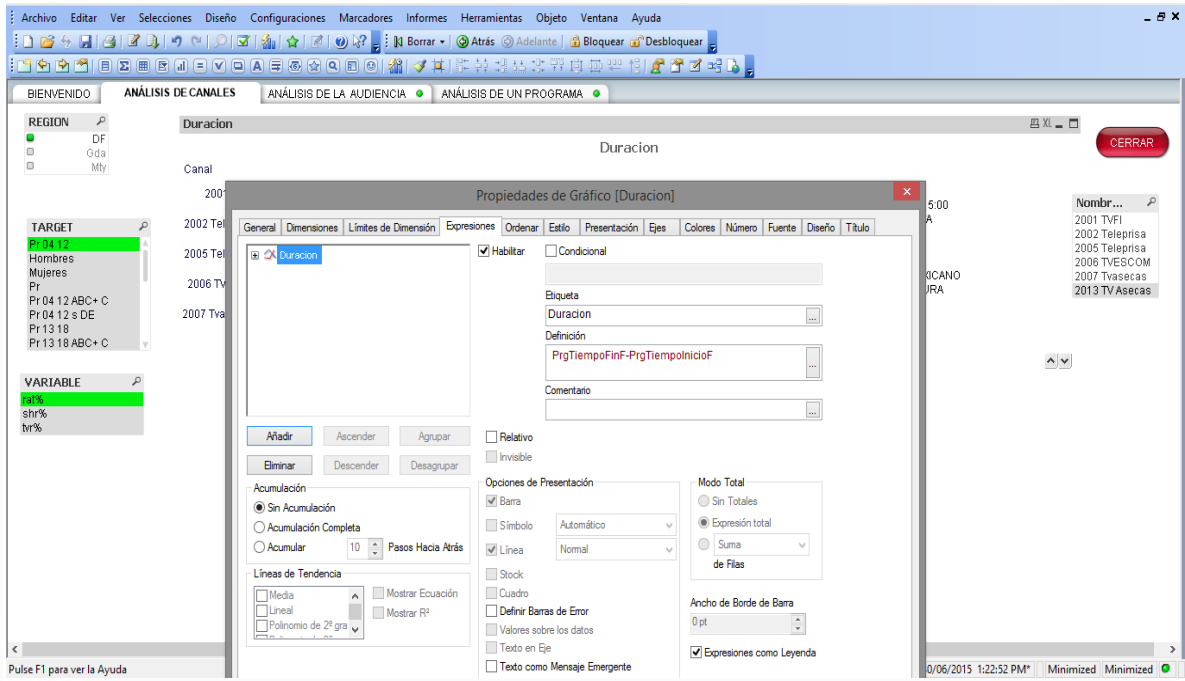 Archivo Editar Ver Selecciones Diseño Configuraciones Marcadores Informes Herramientas Objeto Ventana Ayuda
Borrar Atrás Adelante Bloquear Desbloquear
BIENVENIDO ANÁLISIS DE CANALES ANÁLISIS DE LA AUDIENCIA ANÁLISIS DE UN PROGRAMA
REGION
DF
Gda
Mty
Duracion
XL
Duracion
CERRAR
Canal
2001
2002 Tel
2005 Tel
2006 TV
2007 Tva
TARGET
Pr 04 12
Hombres
Mujeres
Pr
Pr 04 12 ABC+ C
Pr 04 12 s DE
Pr 13 18
Pr 13 18 ABC+ C
VARIABLE
rat%
shr%
tvr%
Propiedades de Gráfico [Duracion]
General Dimensiones Límites de Dimensión Expresiones Ordenar Estilo Presentación Ejes Colores Número Fuente Diseño Título
Duracion
Habilitar Condicional
Etiqueta
Duracion ...
Definición
PrgTiempoFinF-PrgTiempoInicioF ...
Comentario
...
Añadir Ascender Agrupar
Eliminar Descender Desagrupar
Relativo
Invisible
Acumulación
Sin Acumulación
Acumulación Completa
Acumular 10 Pasos Hacia Atrás
Líneas de Tendencia
Media
Lineal
Polinomio de 2º gra
Mostrar Ecuación
Mostrar R²
Opciones de Presentación
Barra
Símbolo Automático
Línea Normal
Stock
Cuadro
Definir Barras de Error
Valores sobre los datos
Texto en Eje
Texto como Mensaje Emergente
Modo Total
Sin Totales
Expresión total
Suma
de Filas
Ancho de Borde de Barra
0 pt
Expresiones como Leyenda
5:00
A
XICANO
URA
Nombr...
2001 TVFI
2002 Teleprisa
2005 Teleprisa
2006 TVESCOM
2007 Tvasecas
2013 TV Asecas
Pulse F1 para ver la Ayuda
0/06/2015 1:22:52 PM* Minimized Minimized